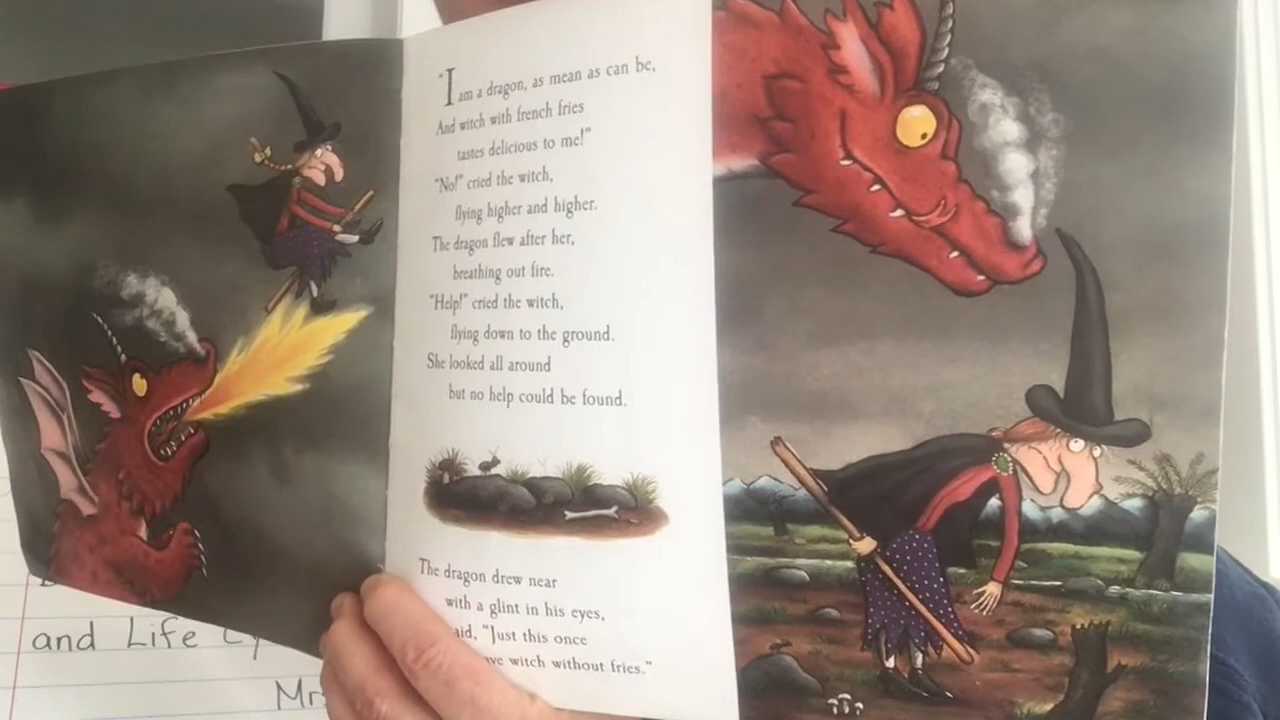 "I am a dragon, as mean as can be,
And witch with french fries
tastes delicious to me!"
"No!" cried the witch,
flying higher and higher.
The dragon flew after her,
breathing out fire.
"Help!" cried the witch,
flying down to the ground.
She looked all around
but no help could be found.
The dragon drew near
with a glint in his eyes,
"Just this once
witch without fries."
and Life